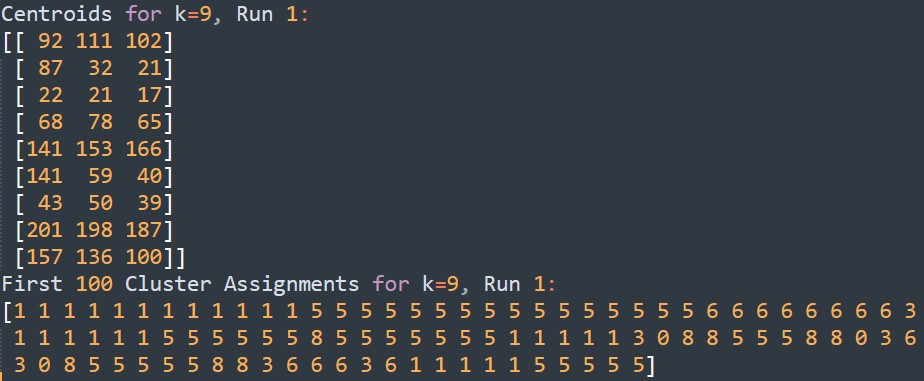 Centroids for k=9, Run 1:
[[ 92 111 102]
[ 87 32 21]
[ 22 21 17]
[ 68 78 65]
[141 153 166]
[141 59 40]
[ 43 50 39]
[201 198 187]
[157 136 100]]
First 100 Cluster Assignments for k=9, Run 1:
[1 1 1 1 1 1 1 1 1 1 1 1 5 5 5 5 5 5 5 5 5 5 5 5 5 5 5 5 6 6 6 6 6 6 6 6 3
1 1 1 1 1 1 5 5 5 5 5 5 8 5 5 5 5 5 5 5 1 1 1 1 1 3 0 8 8 5 5 5 8 8 0 3 6
3 0 8 5 5 5 5 5 8 8 3 6 6 6 3 6 1 1 1 1 1 5 5 5 5 5]